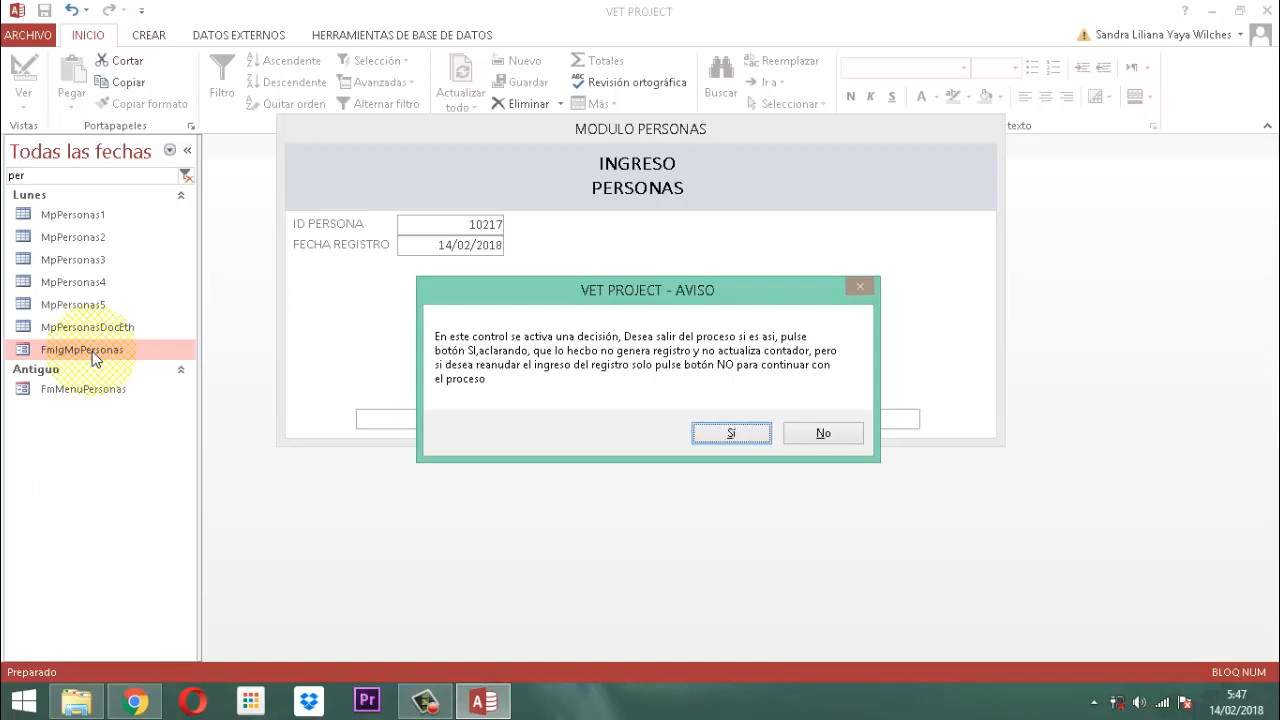 VET PROJECT
ARCHIVO INICIO CREAR DATOS EXTERNOS HERRAMIENTAS DE BASE DE DATOS
Sandra Liliana Yaya Wilches
Ver
Vistas
Pegar
Cortar
Copiar
Copiar formato
Portapapeles
Filtro
Ascendente
Descendente
Quitar
Selección
Avanzadas
Actualizar
todo
Nuevo
Guardar
Eliminar
Totales
Revisión ortográfica
Más
Buscar
Reemplazar
Ir a
N K S
A
texto
Todas las fechas
per
Lunes
MpPersonas1
MpPersonas2
MpPersonas3
MpPersonas4
MpPersonas5
MpPersonasDocEth
FmIgMpPersonas
Antiguo
FmMenuPersonas
MODULO PERSONAS
INGRESO
PERSONAS
ID PERSONA 10217
FECHA REGISTRO 14/02/2018
VET PROJECT - AVISO
En este control se activa una decisión, Desea salir del proceso si es asi, pulse
botón SI,aclarando, que lo hecbo no genera registro y no actualiza contador, pero
si desea reanudar el ingreso del registro solo pulse botón NO para continuar con
el proceso
Sí No
Preparado
BLOQ NUM
Pr
5:47
14/02/2018